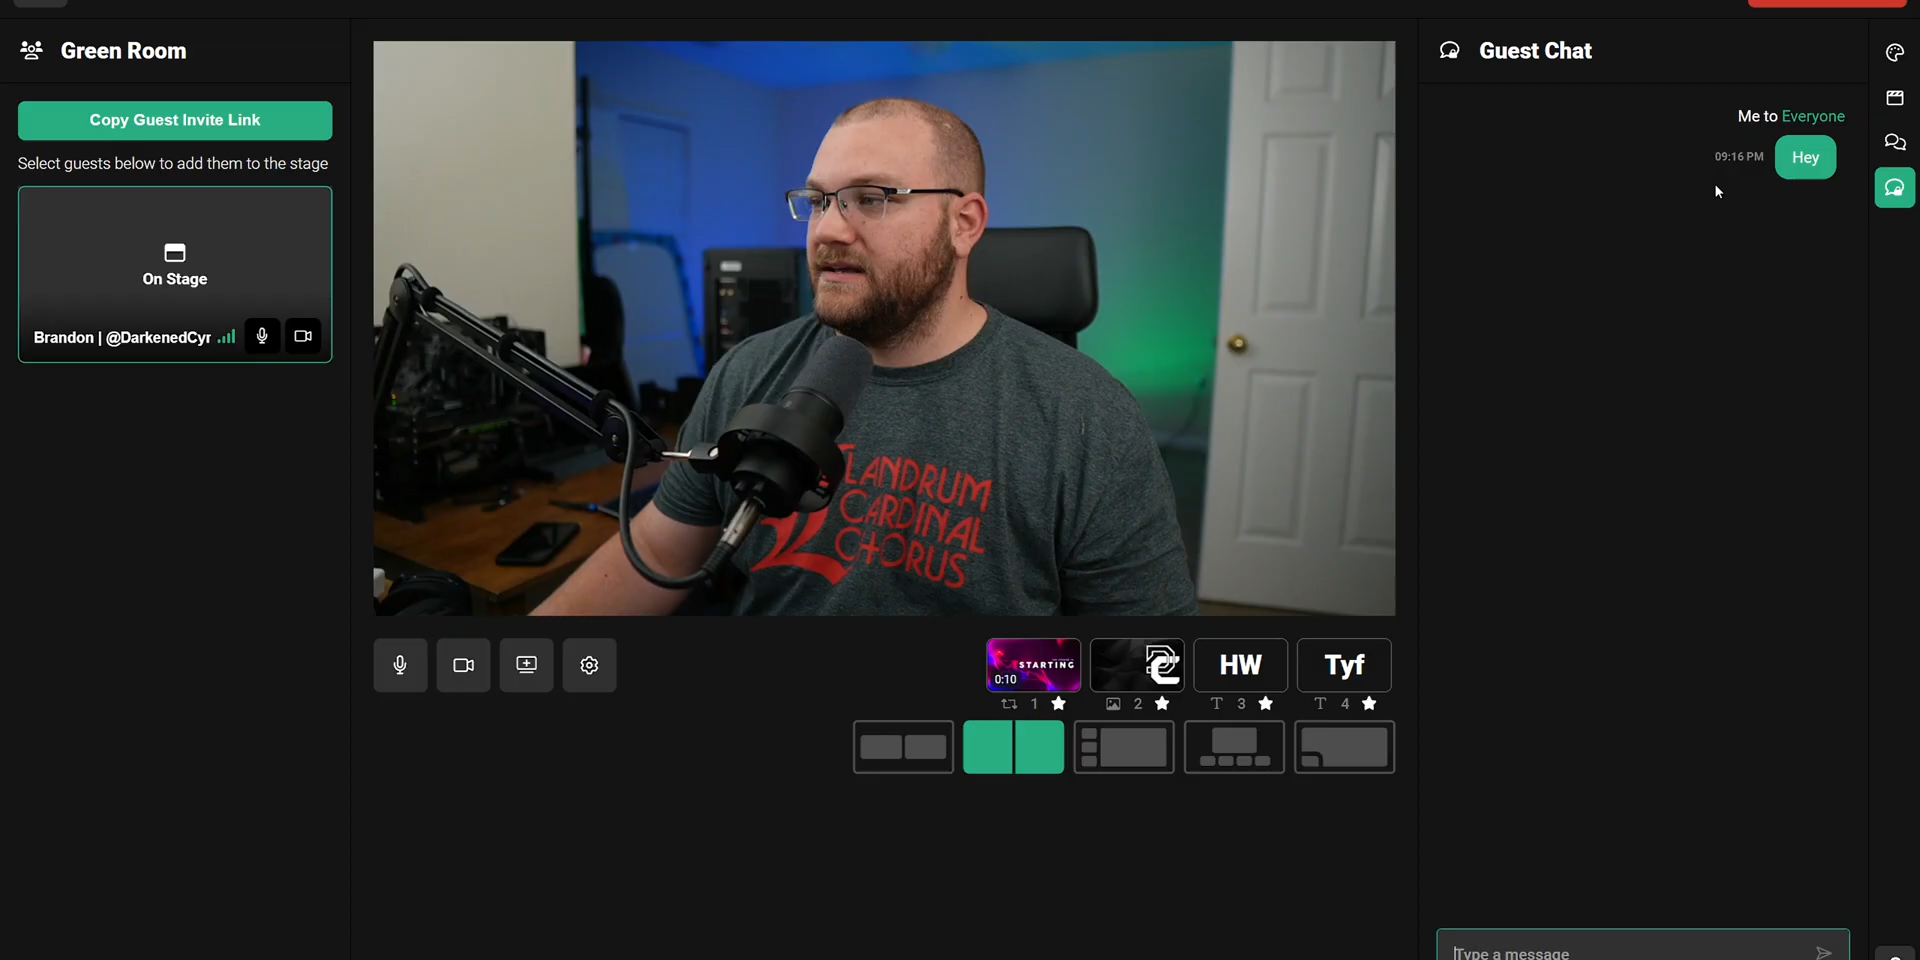 Green Room
Copy Guest Invite Link
Select guests below to add them to the stage
On Stage
Brandon | @DarkenedCyr
LANDRUM
CARDINAL
CHORUS
STARTING
0:10
HW
Tyf
1
2
3
4
Guest Chat
Me to Everyone
09:16 PM
Hey
Type a message